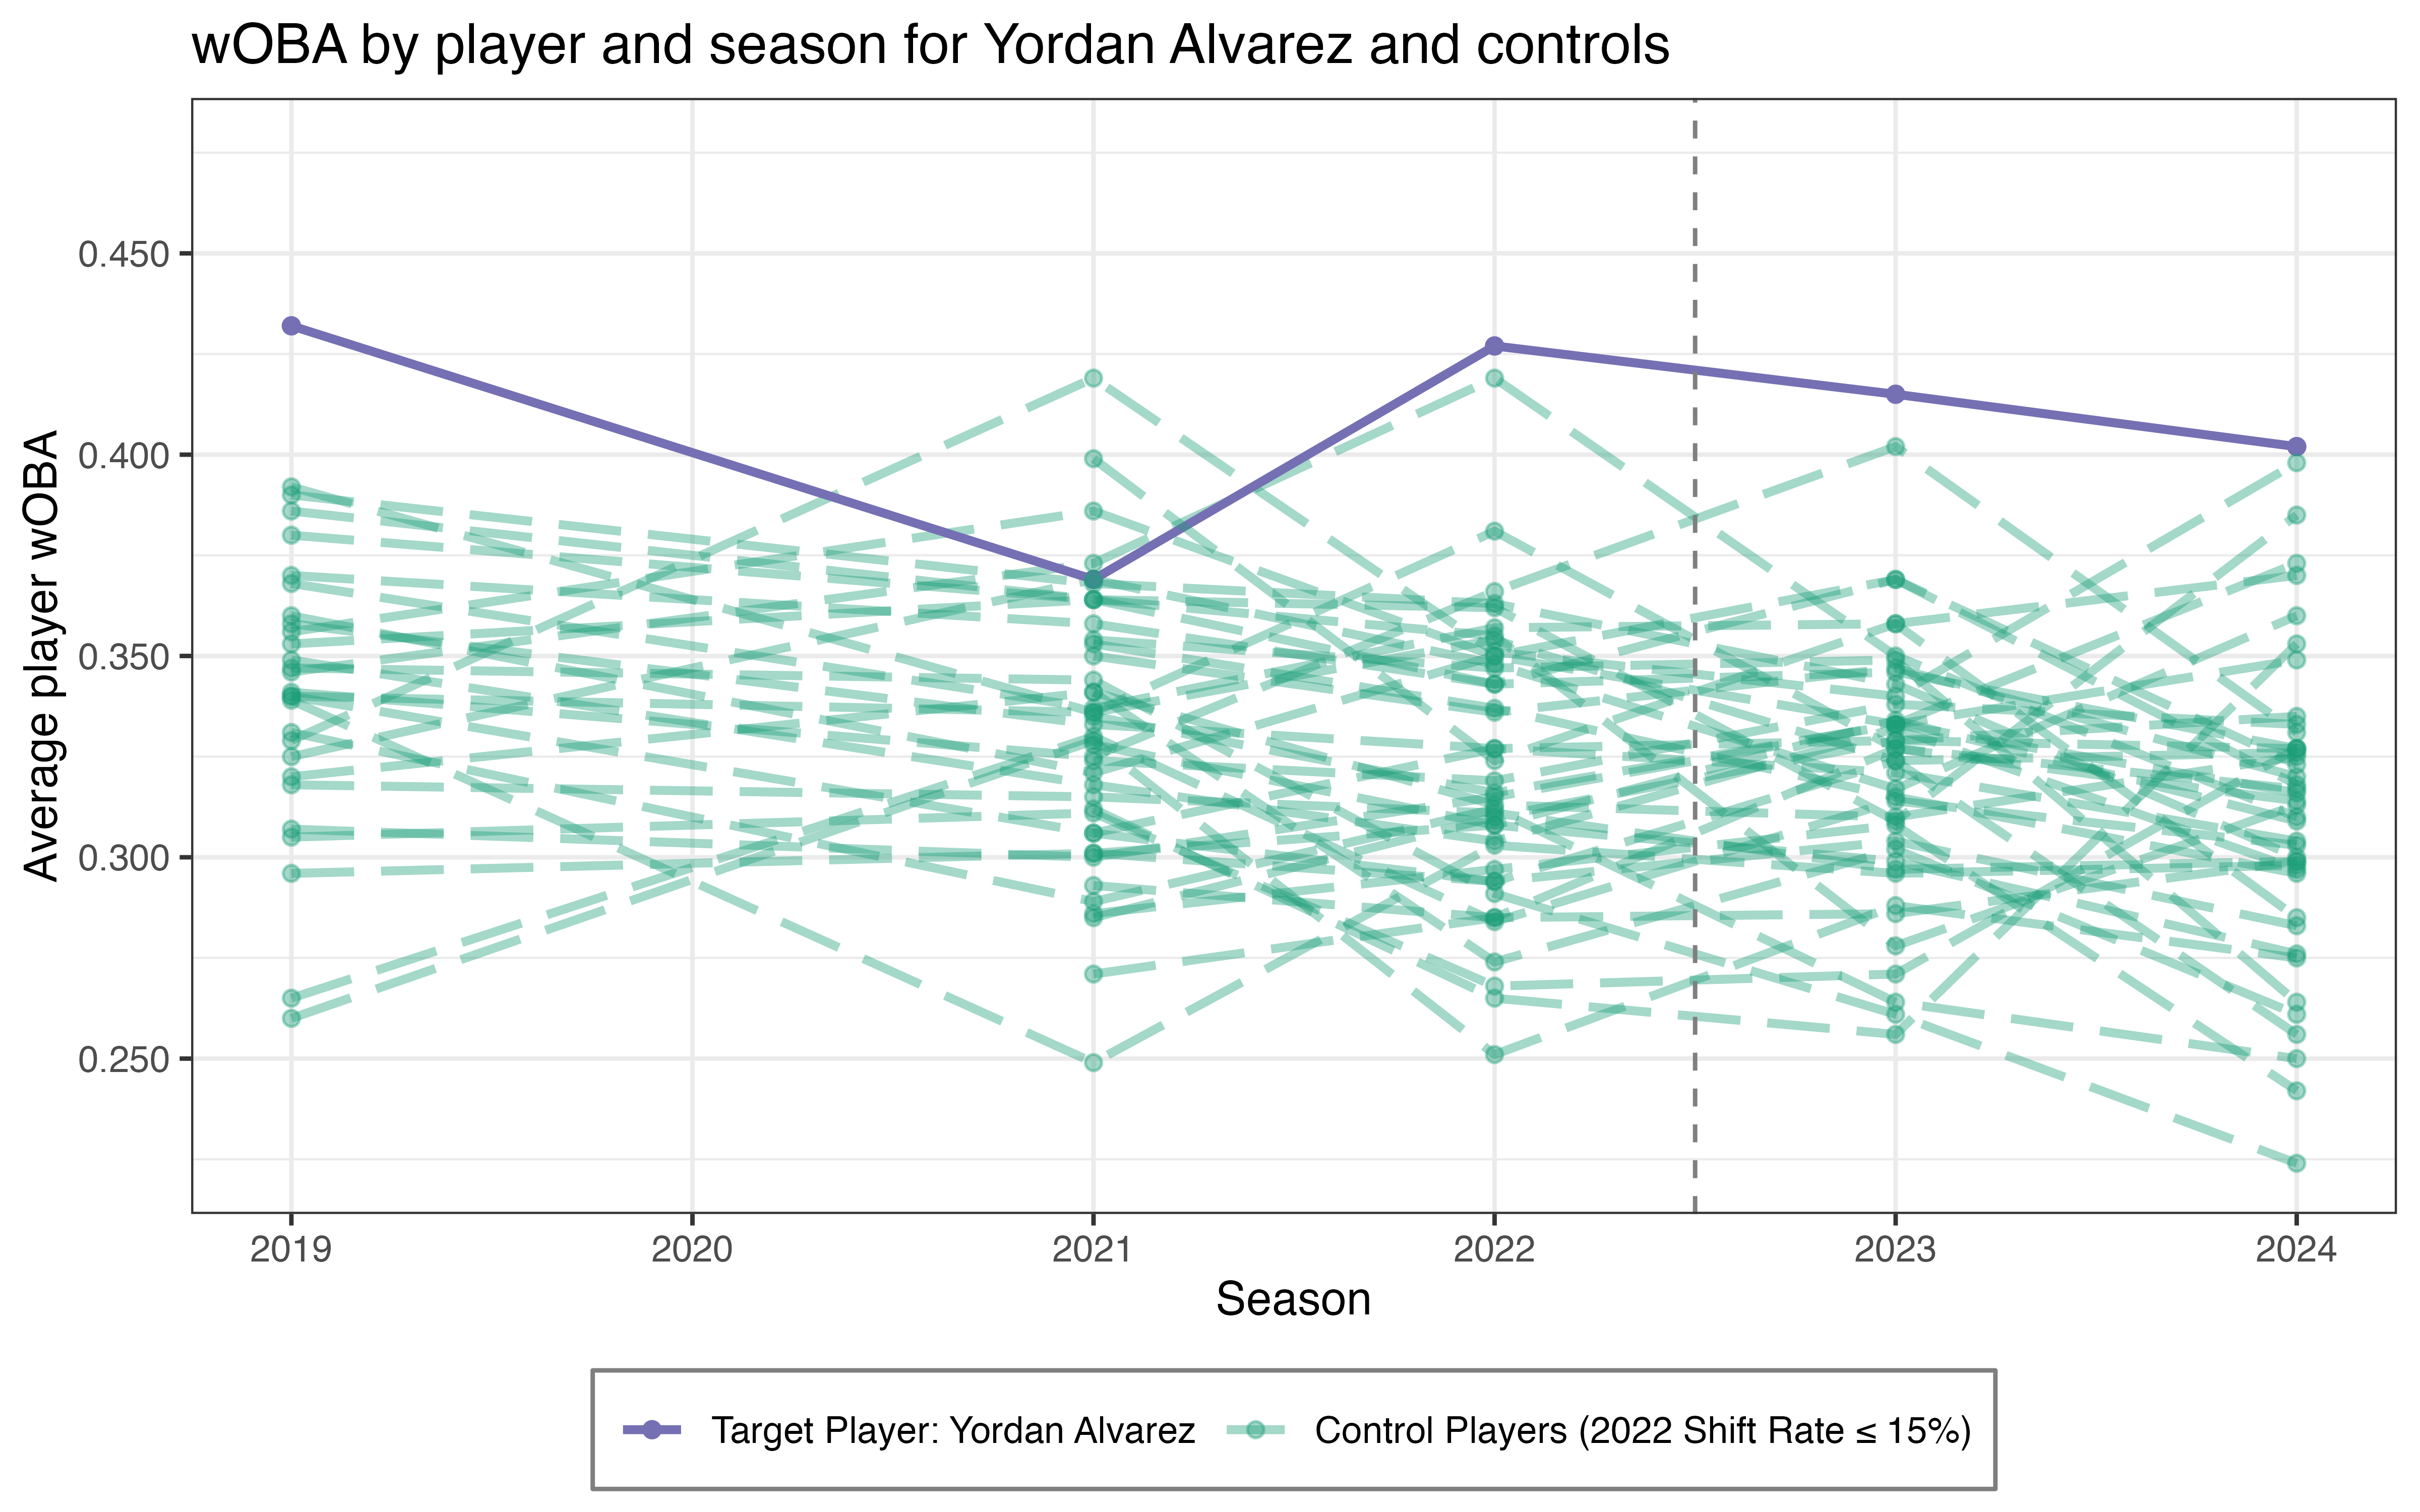 wOBA by player and season for Yordan Alvarez and controls
Average player wOBA
0.450
0.400
0.350
0.300
0.250
2019 2020 2021 2022 2023 2024
Season
Target Player: Yordan Alvarez Control Players (2022 Shift Rate ≤ 15%)